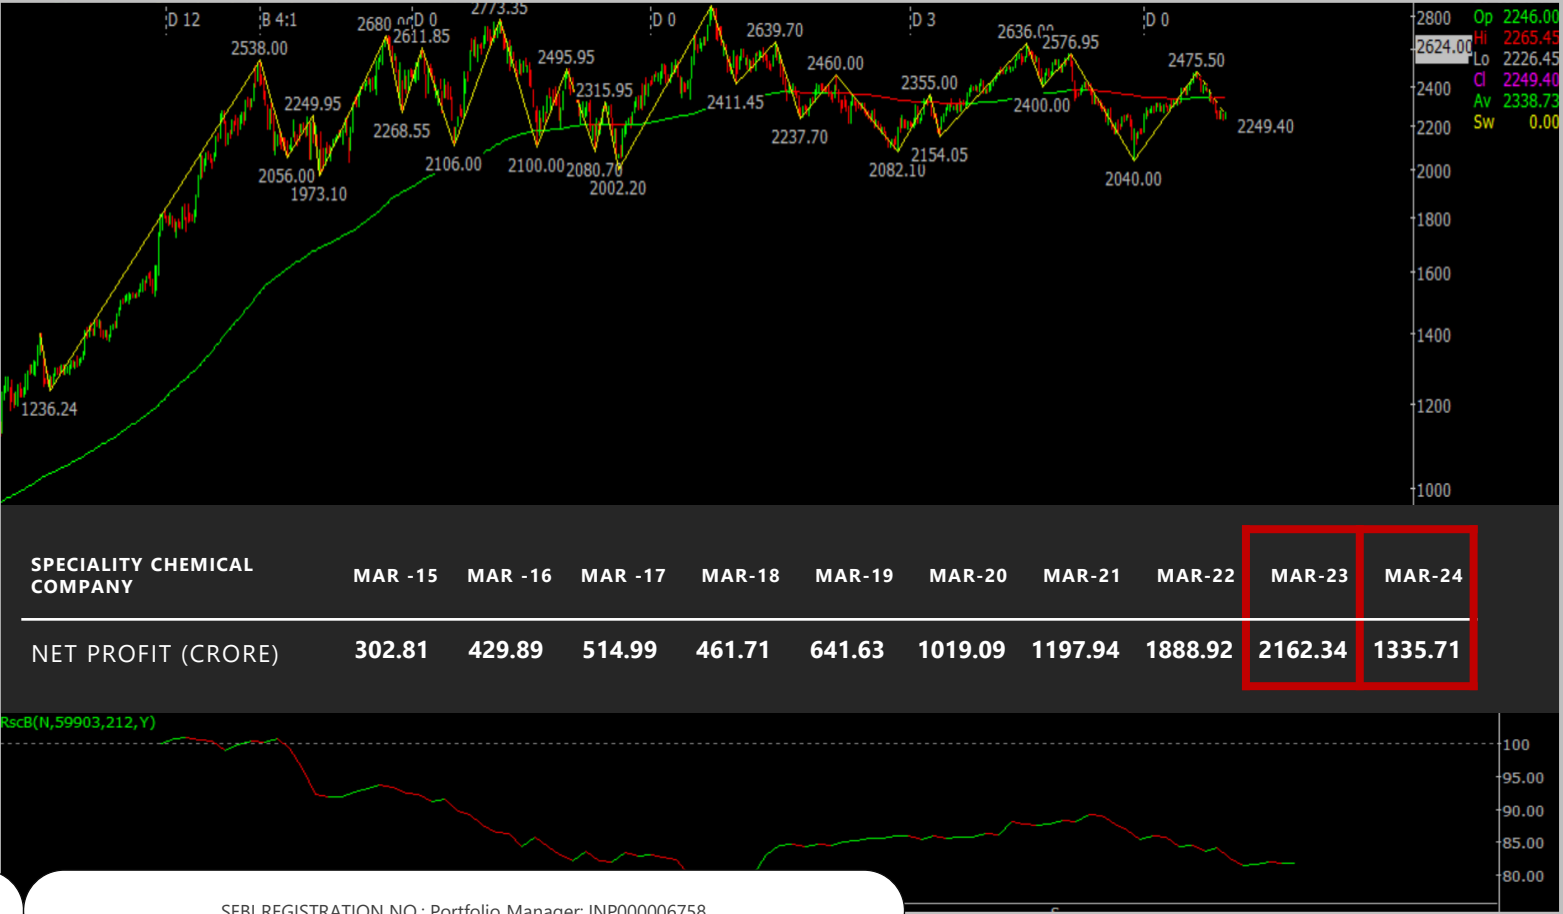 D 12
B 4:1
D 0
D 0
D 3
D 0
2538.00
2611.85
2773.35
2639.70
2636.00
2576.95
2475.50
2249.95
2495.95
2315.95
2460.00
2355.00
2268.55
2411.45
2400.00
2056.00
1973.10
2106.00
2100.00
2080.70
2002.20
2237.70
2082.10
2154.05
2040.00
2249.40
1236.24
2800
2624.00
2400
2200
2000
1800
1600
1400
1200
1000
Op 2246.00
Hi 2265.45
Lo 2226.45
Cl 2249.40
Av 2338.73
Sw 0.00
SPECIALITY CHEMICAL
COMPANY
MAR -15 MAR -16 MAR -17 MAR-18 MAR-19 MAR-20 MAR-21 MAR-22 MAR-23 MAR-24
NET PROFIT (CRORE) 302.81 429.89 514.99 461.71 641.63 1019.09 1197.94 1888.92 2162.34 1335.71
RscB(N,59903,212,Y)
100
95.00
90.00
85.00
80.00
SEBI REGISTRATION NO.: Portfolio Manager: INP000006758